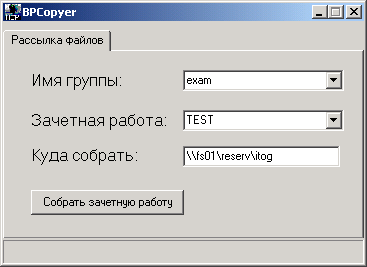 BPCopyer
Рассылка файлов
Имя группы:
exam
Зачетная работа:
TEST
Куда собрать:
\\fs01\reserv\itog
Собрать зачетную работу